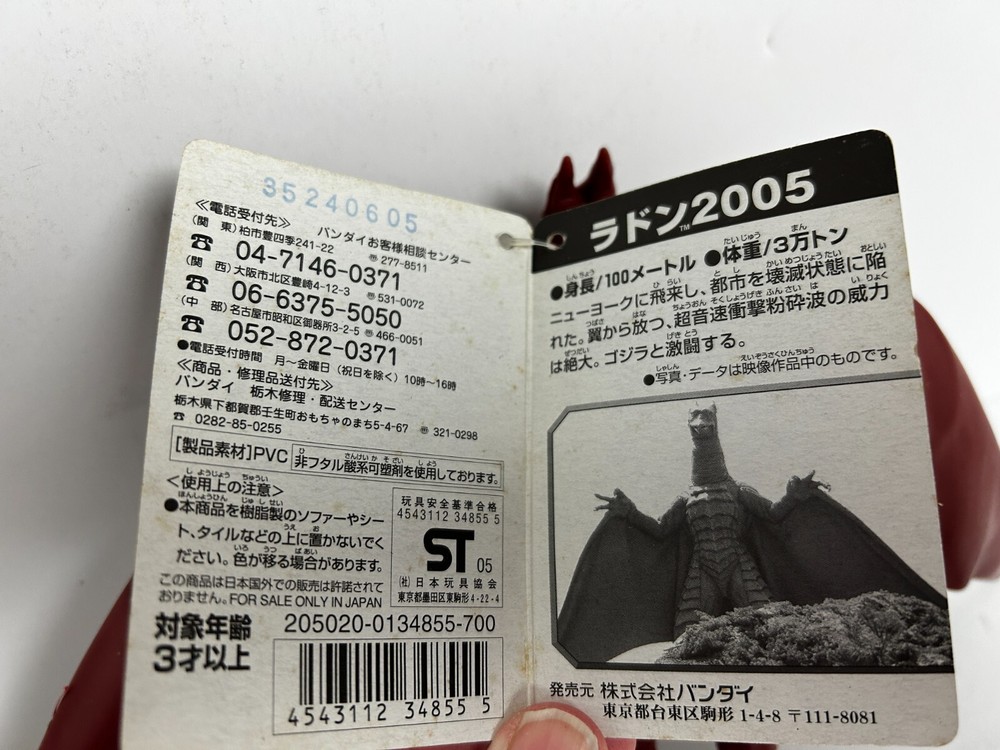 35240605
≪電話受付先≫ バンダイお客様相談センター
(関 東)柏市豊四季241-22 〠277-8511
☎ 04-7146-0371
(関 西)大阪市北区豊崎4-12-3 〠531-0072
☎ 06-6375-5050
(中 部)名古屋市昭和区御器所3-2-5 〠466-0051
☎ 052-872-0371
●電話受付時間 月〜金曜日(祝日を除く)10時〜16時
≪商品・修理品送付先≫
バンダイ 栃木修理・配送センター
栃木県下都賀郡壬生町おもちゃのまち5-4-67 〠321-0298
☎ 0282-85-0255
[製品素材]PVC
非フタル酸系可塑剤を使用しております。
<使用上の注意>
●本商品を樹脂製のソファーやシー
ト、タイルなどの上に置かないでく
ださい。色が移る場合があります。
この商品は日本国外での販売は許諾されて
おりません。FOR SALE ONLY IN JAPAN
玩具安全基準合格
4543112 34855 5
ST 05
(社)日本玩具協会
東京都墨田区東駒形4-22-4
対象年齢
3才以上
205020-0134855-700
4543112 34855 5
ラドン™2005
●身長/100メートル ●体重/3万トン
ニューヨークに飛来し、都市を壊滅状態に陥
れた。翼から放つ、超音速衝撃粉砕波の威力
は絶大。ゴジラと激闘する。
●写真・データは映像作品中のものです。
発売元 株式会社バンダイ
東京都台東区駒形 1-4-8 〒111-8081